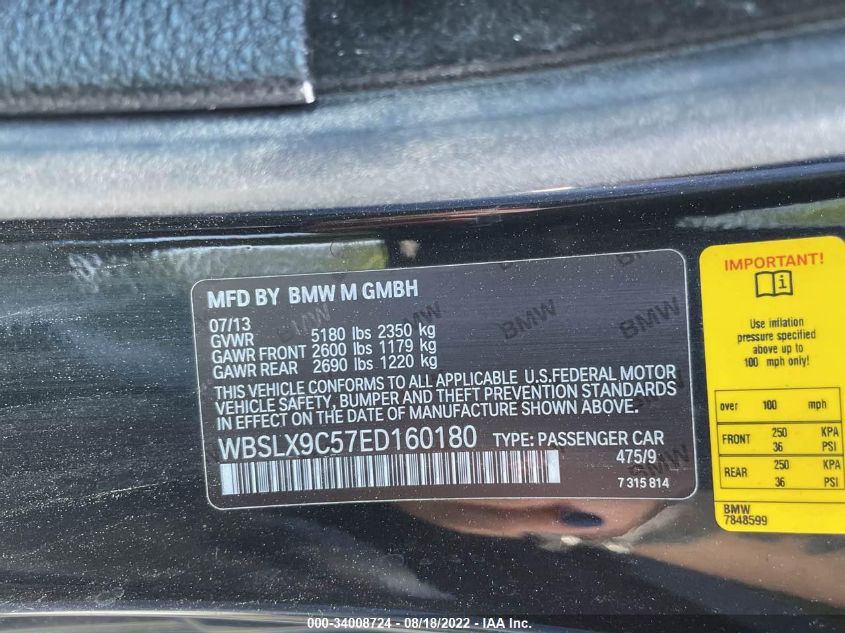 MFD BY BMW M GMBH
07/13
GVWR 5180 lbs 2350 kg
GAWR FRONT 2600 lbs 1179 kg
GAWR REAR 2690 lbs 1220 kg
THIS VEHICLE CONFORMS TO ALL APPLICABLE U.S.FEDERAL MOTOR
VEHICLE SAFETY, BUMPER AND THEFT PREVENTION STANDARDS
IN EFFECT ON THE DATE OF MANUFACTURE SHOWN ABOVE.
WBSLX9C57ED160180 TYPE: PASSENGER CAR
475/9
7 315 814
BMW
BMW
BMW
IMPORTANT!
Use inflation
pressure specified
above up to
100 mph only!
over 100 mph
FRONT 250 KPA
36 PSI
REAR 250 KPA
36 PSI
BMW
7848599
000-34008724 - 08/18/2022 - IAA Inc.